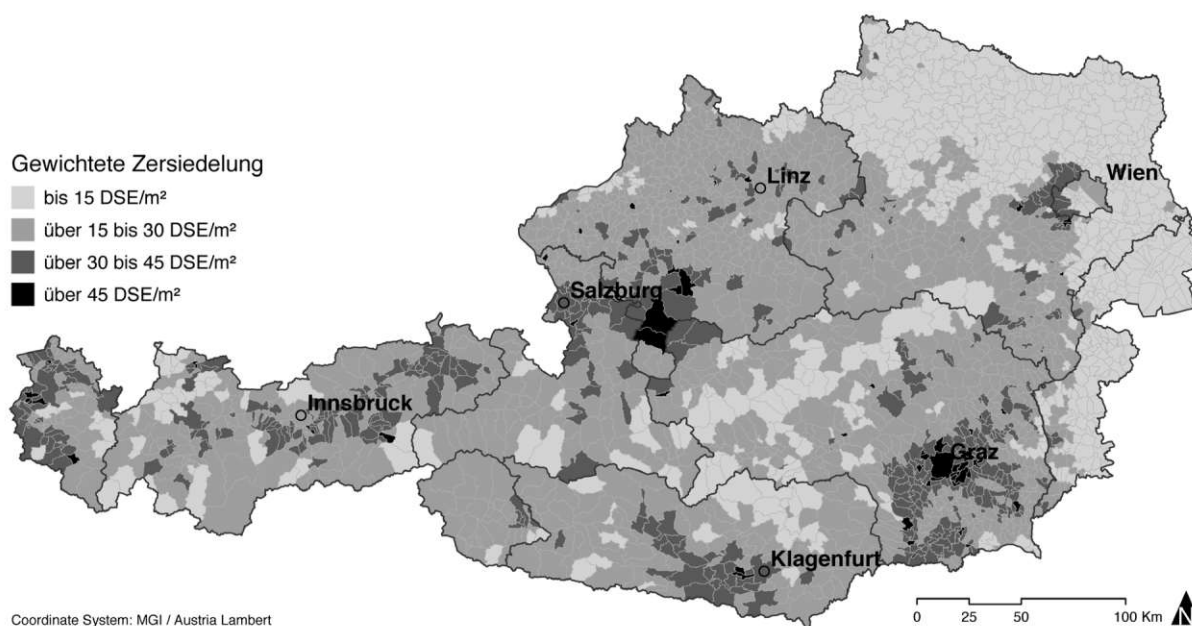 Gewichtete Zersiedelung
bis 15 DSE/m²
über 15 bis 30 DSE/m²
über 30 bis 45 DSE/m²
über 45 DSE/m²
Linz
Wien
Salzburg
Innsbruck
Graz
Klagenfurt
Coordinate System: MGI / Austria Lambert
0 25 50 100 Km
N